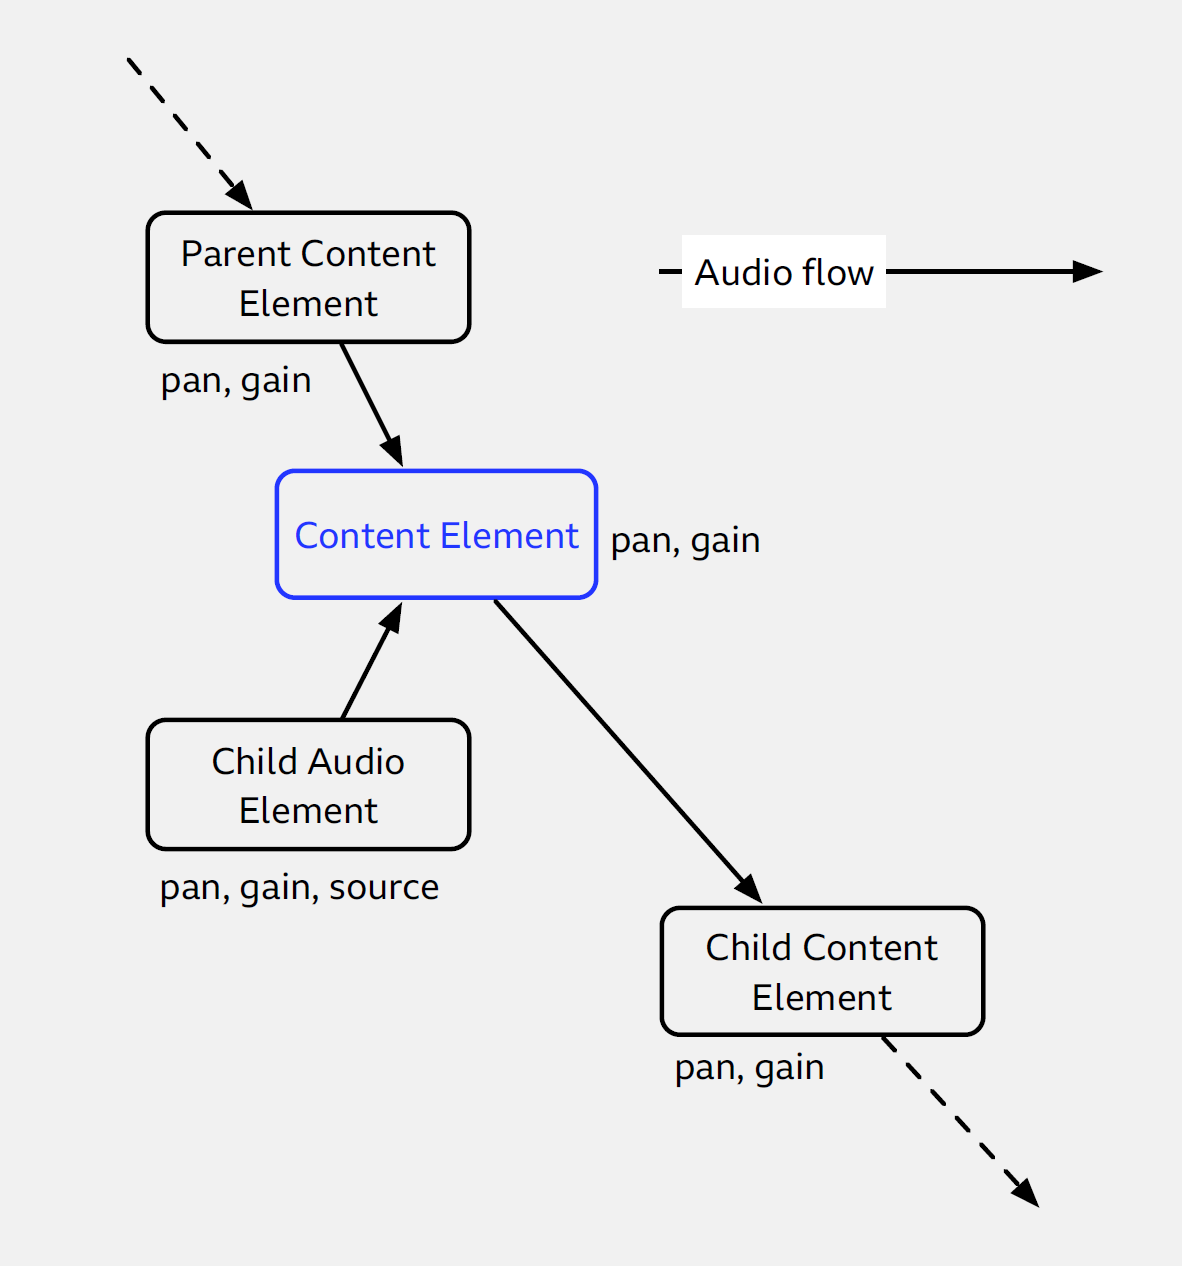 Parent Content
Element
pan, gain
Audio flow
Content Element
pan, gain
Child Audio
Element
pan, gain, source
Child Content
Element
pan, gain